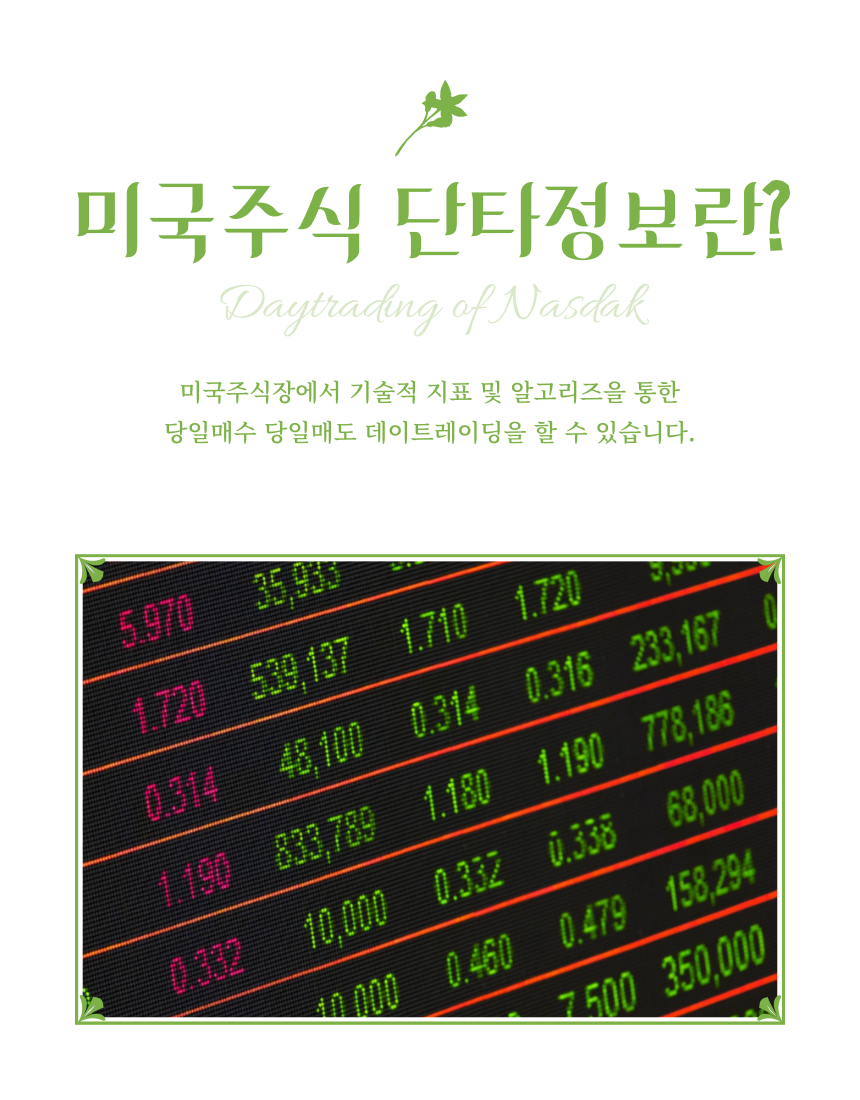 미국주식 단타정보란?
Daytrading of Nasdak
미국주식장에서 기술적 지표 및 알고리즈을 통한
당일매수 당일매도 데이트레이딩을 할 수 있습니다.
5.970 35,933
1.720 539,137 1.710 1.720
0.314 48,100 0.314 0.316 233,167
1.190 833,789 1.180 1.190 778,186
0.332 10,000 0.332 0.338 68,000
10,000 0.460 0.479 158,294
7,500 350,000